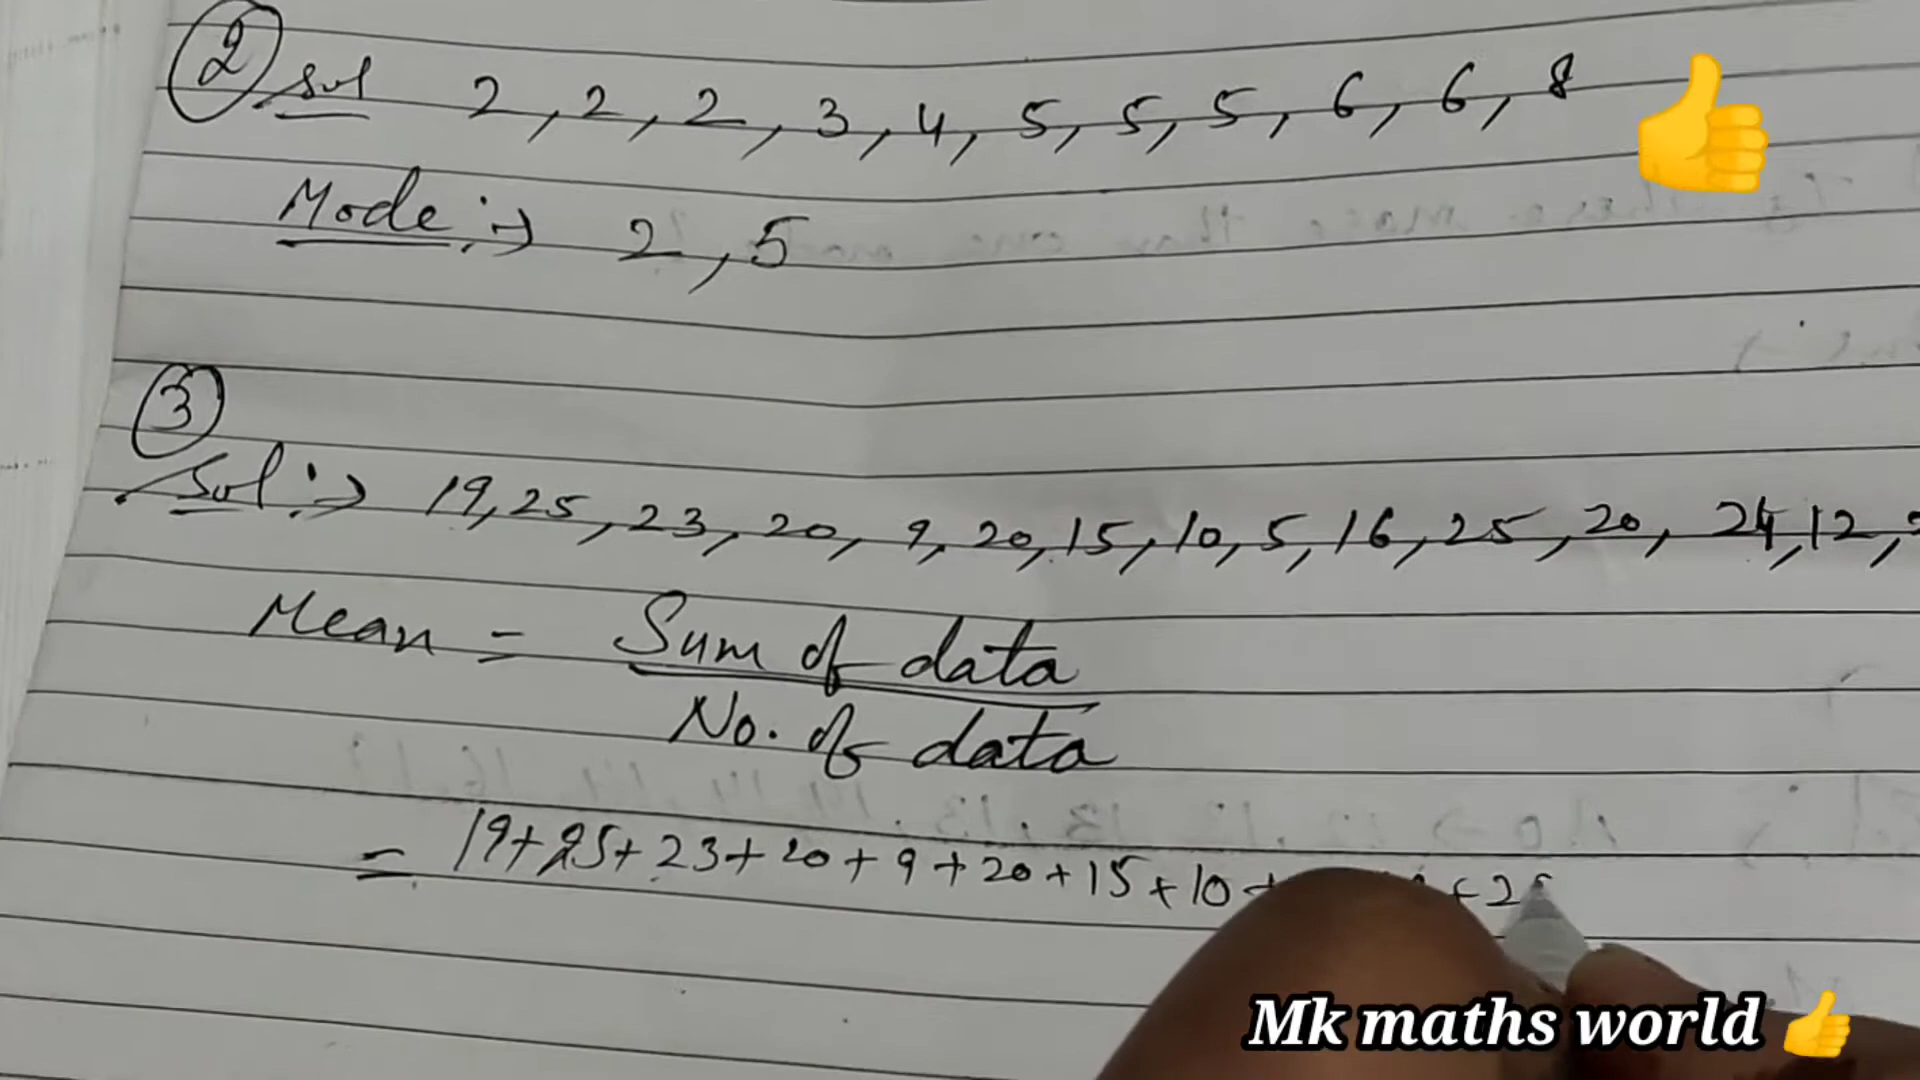 ② Sol 2, 2, 2, 3, 4, 5, 5, 5, 6, 6, 8
Mode :→ 2, 5
③
Sol :→ 19, 25, 23, 20, 9, 20, 15, 10, 5, 16, 25, 20, 24, 12,
Mean = Sum of data
No. of data
= 19+25+23+20+9+20+15+10+ +2
Mk maths world